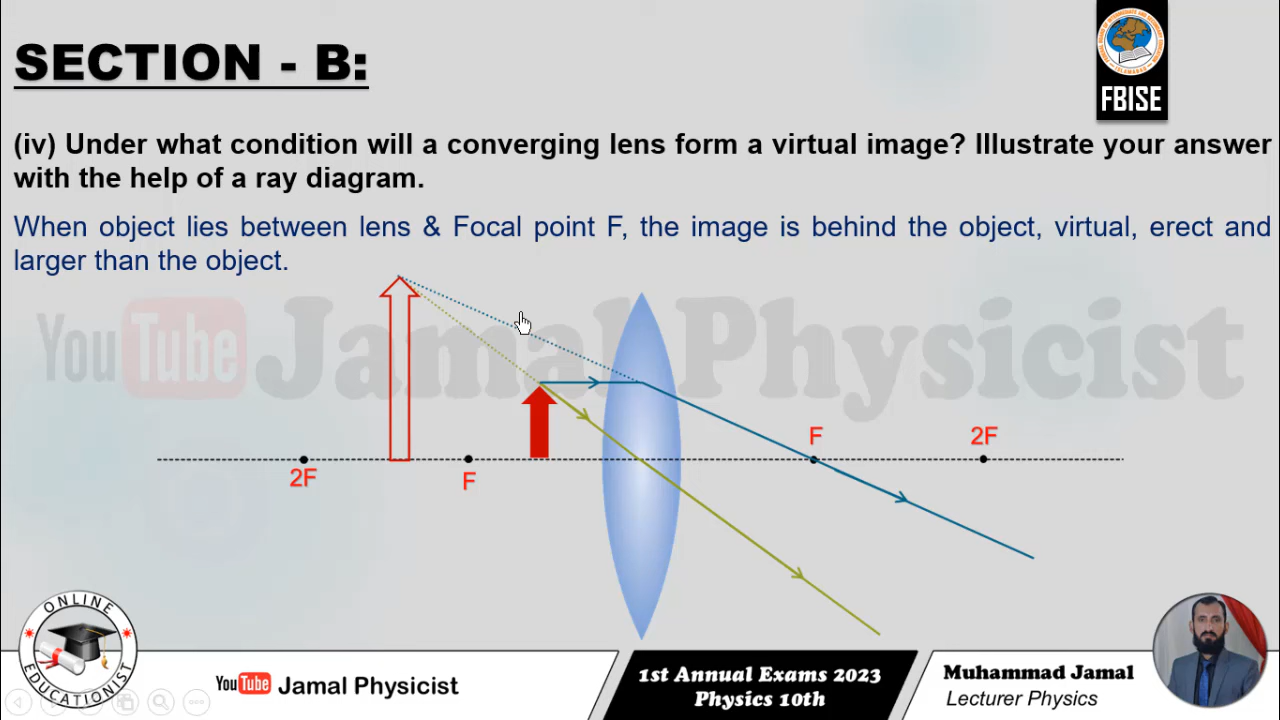 SECTION - B:
FBISE
(iv) Under what condition will a converging lens form a virtual image? Illustrate your answer
with the help of a ray diagram.
When object lies between lens & Focal point F, the image is behind the object, virtual, erect and
larger than the object.
YouTube Jamal Physicist
F
2F
2F
F
ONLINE
EDUCATIONIST
YouTube Jamal Physicist
1st Annual Exams 2023
Physics 10th
Muhammad Jamal
Lecturer Physics